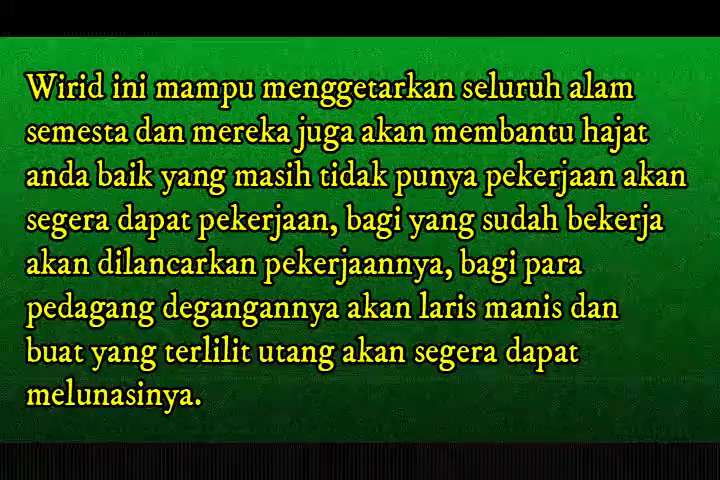 Wirid ini mampu menggetarkan seluruh alam
semesta dan mereka juga akan membantu hajat
anda baik yang masih tidak punya pekerjaan akan
segera dapat pekerjaan, bagi yang sudah bekerja
akan dilancarkan pekerjaannya, bagi para
pedagang degangannya akan laris manis dan
buat yang terlilit utang akan segera dapat
melunasinya.